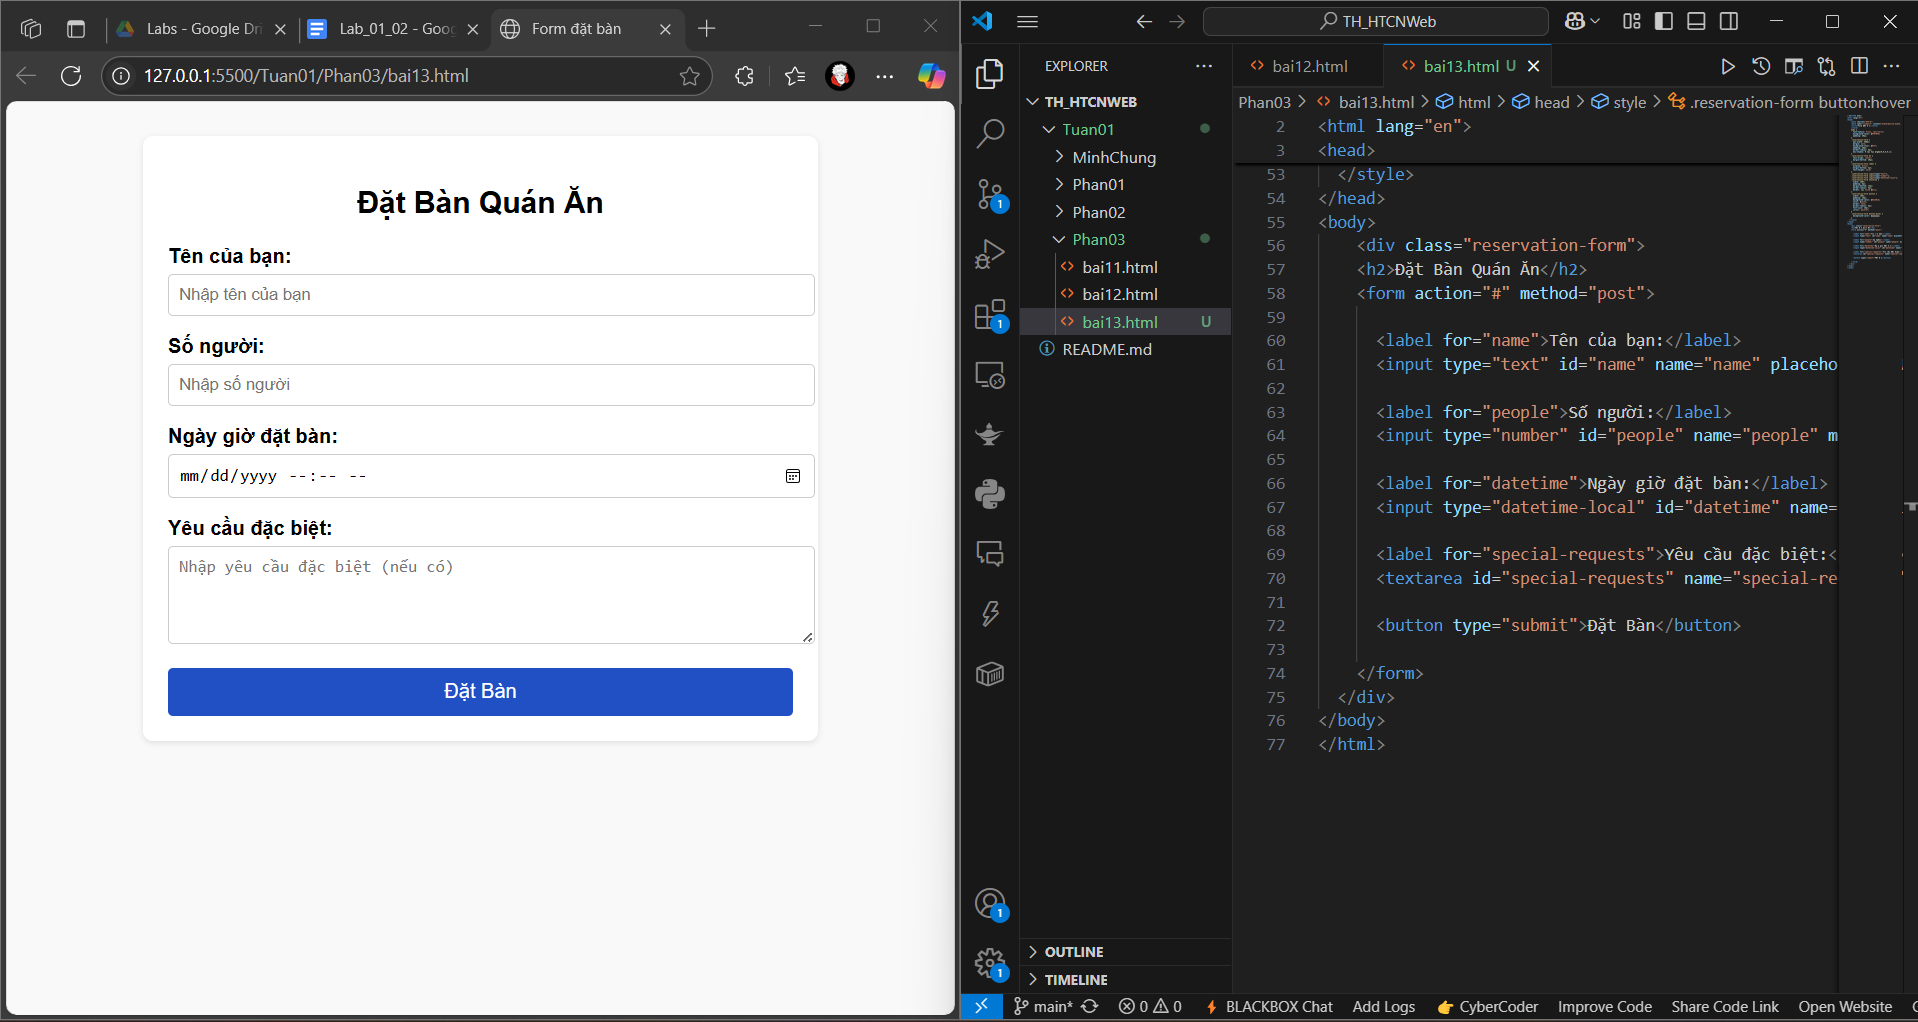 Labs - Google Dri
Lab_01_02 - Goog
Form đặt bàn
127.0.0.1:5500/Tuan01/Phan03/bai13.html
Đặt Bàn Quán Ăn
Tên của bạn:
Nhập tên của bạn
Số người:
Nhập số người
Ngày giờ đặt bàn:
mm/dd/yyyy --:-- --
Yêu cầu đặc biệt:
Nhập yêu cầu đặc biệt (nếu có)
Đặt Bàn
TH_HTCNWeb
EXPLORER
TH_HTCNWEB
Tuan01
MinhChung
Phan01
Phan02
Phan03
bai11.html
bai12.html
bai13.html U
README.md
OUTLINE
TIMELINE
1
1
1
1
bai12.html
bai13.html U
Phan03 > bai13.html > html > head > style > .reservation-form button:hover
2 <html lang="en">
3 <head>
53 </style>
54 </head>
55 <body>
56 <div class="reservation-form">
57 <h2>Đặt Bàn Quán Ăn</h2>
58 <form action="#" method="post">
59
60 <label for="name">Tên của bạn:</label>
61 <input type="text" id="name" name="name" placeho
62
63 <label for="people">Số người:</label>
64 <input type="number" id="people" name="people" m
65
66 <label for="datetime">Ngày giờ đặt bàn:</label>
67 <input type="datetime-local" id="datetime" name=
68
69 <label for="special-requests">Yêu cầu đặc biệt:<
70 <textarea id="special-requests" name="special-re
71
72 <button type="submit">Đặt Bàn</button>
73
74 </form>
75 </div>
76 </body>
77 </html>
main* 0 0 BLACKBOX Chat Add Logs CyberCoder Improve Code Share Code Link Open Website